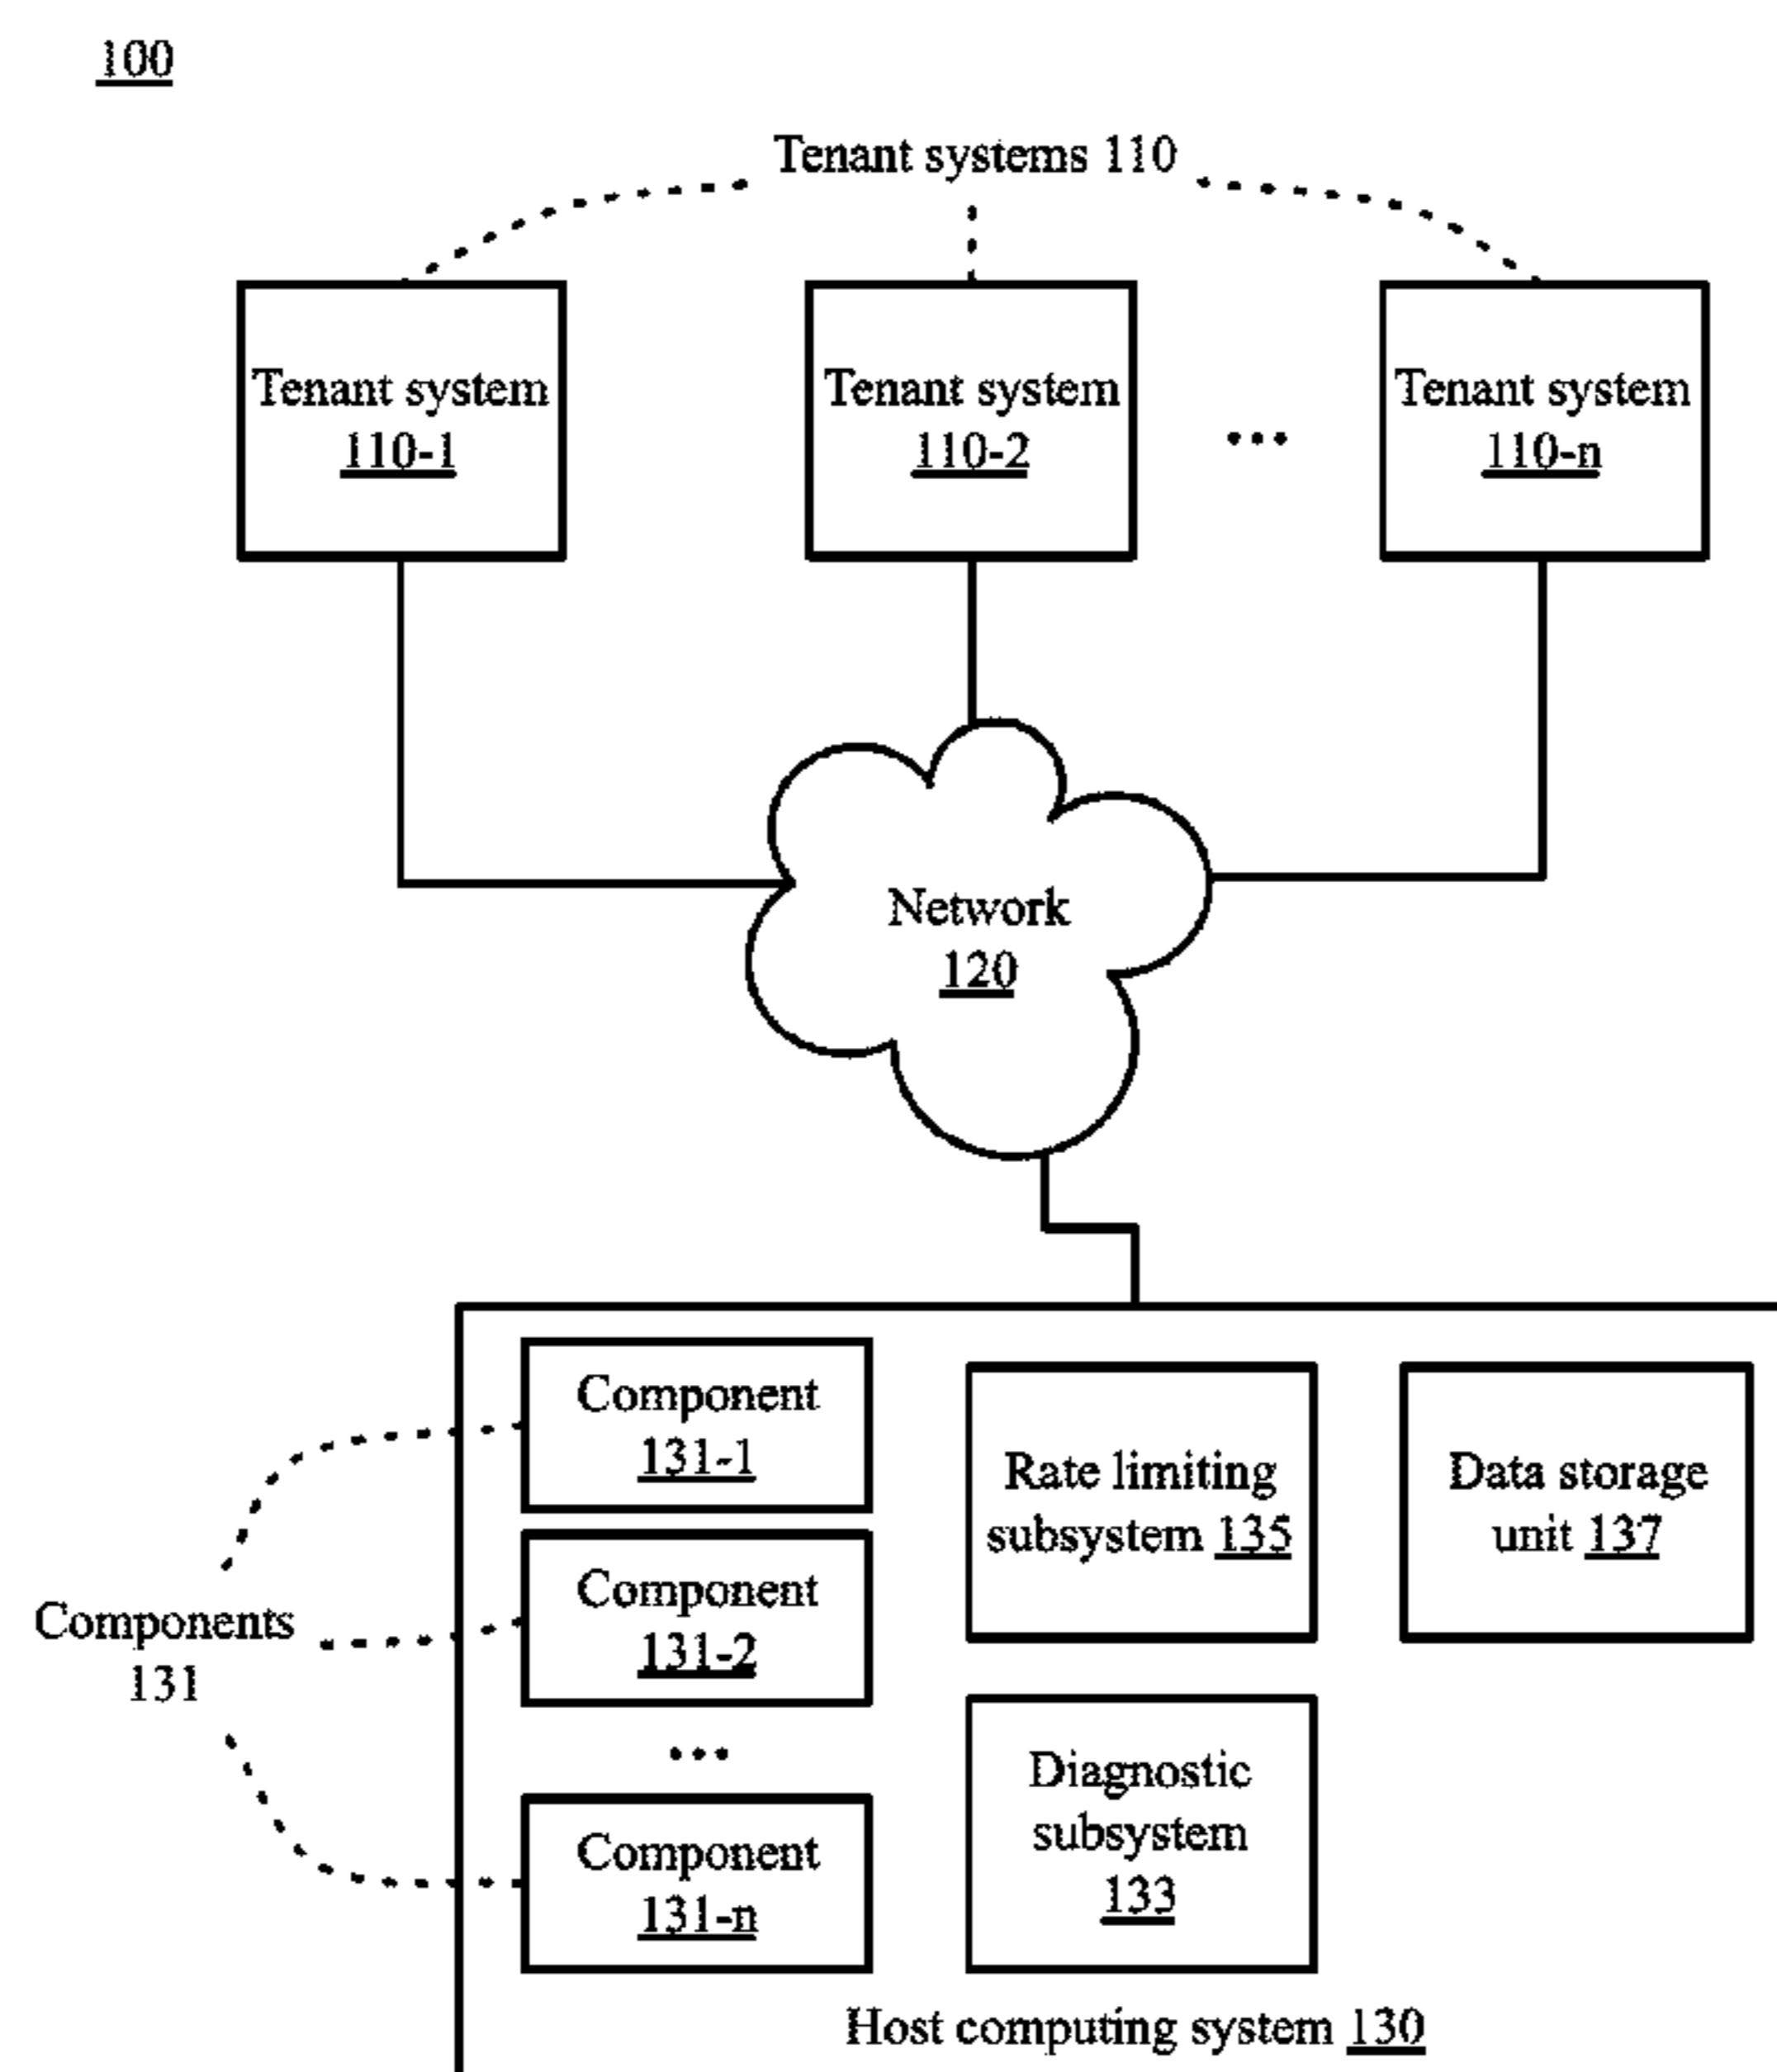 100
Tenant systems 110
Tenant system
110-1
Tenant system
110-2
...
Tenant system
110-n
Network
120
Components
131
Component
131-1
Component
131-2
...
Component
131-n
Rate limiting
subsystem 135
Data storage
unit 137
Diagnostic
subsystem
133
Host computing system 130